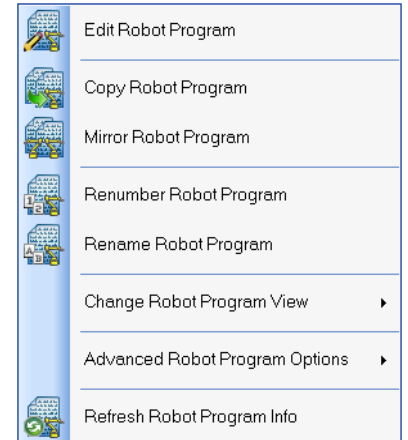 Edit Robot Program
Copy Robot Program
Mirror Robot Program
Renumber Robot Program
Rename Robot Program
Change Robot Program View
Advanced Robot Program Options
Refresh Robot Program Info